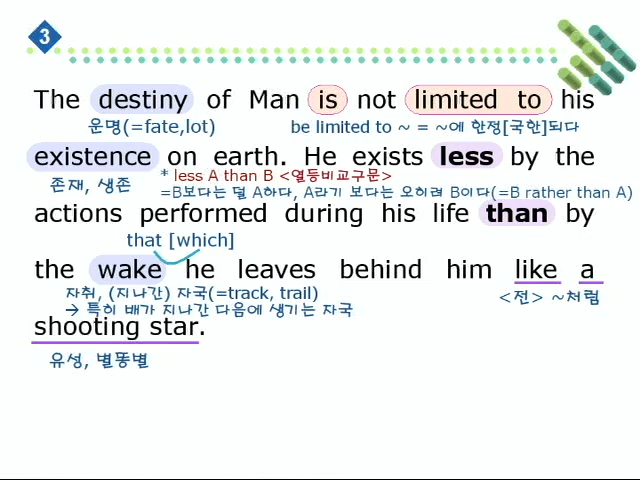 3
The destiny of Man is not limited to his
운명(=fate,lot) be limited to ~ = ~에 한정[국한]되다
existence on earth. He exists less by the
존재, 생존 * less A than B <열등비교구문>
=B보다는 덜 A하다, A라기 보다는 오히려 B이다(=B rather than A)
actions performed during his life than by
that [which]
the wake he leaves behind him like a
자취, (지나간) 자국(=track, trail) <전> ~처럼
→ 특히 배가 지나간 다음에 생기는 자국
shooting star.
유성, 별똥별